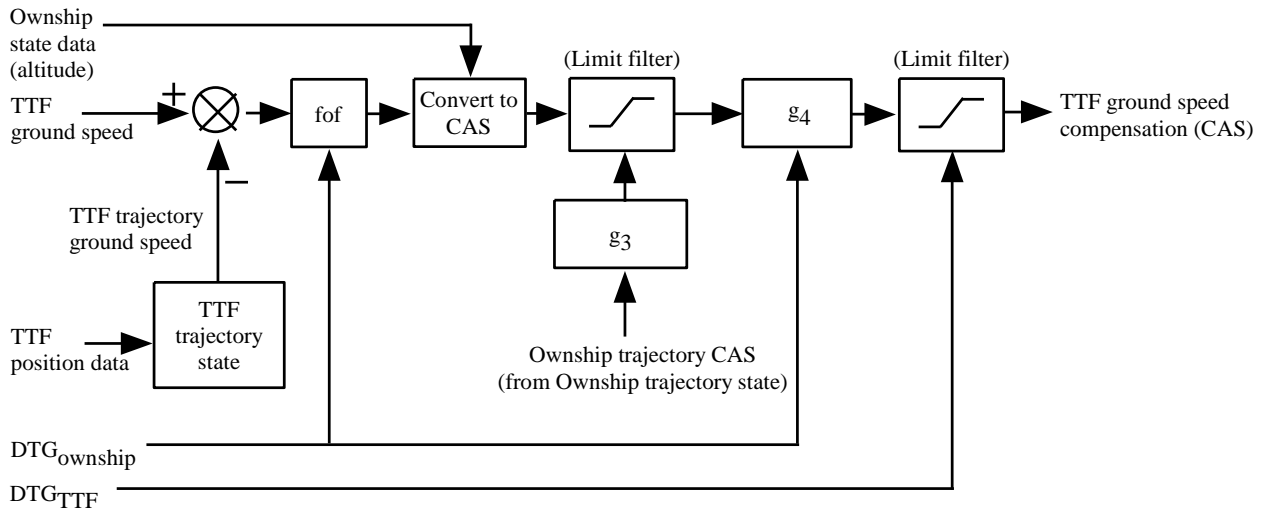 Ownship
state data
(altitude)
TTF
ground speed
+
−
fof
Convert to
CAS
(Limit filter)
g3
g4
(Limit filter)
TTF ground speed
compensation (CAS)
TTF trajectory
ground speed
TTF
trajectory
state
TTF
position data
Ownship trajectory CAS
(from Ownship trajectory state)
DTGownship
DTGTTF